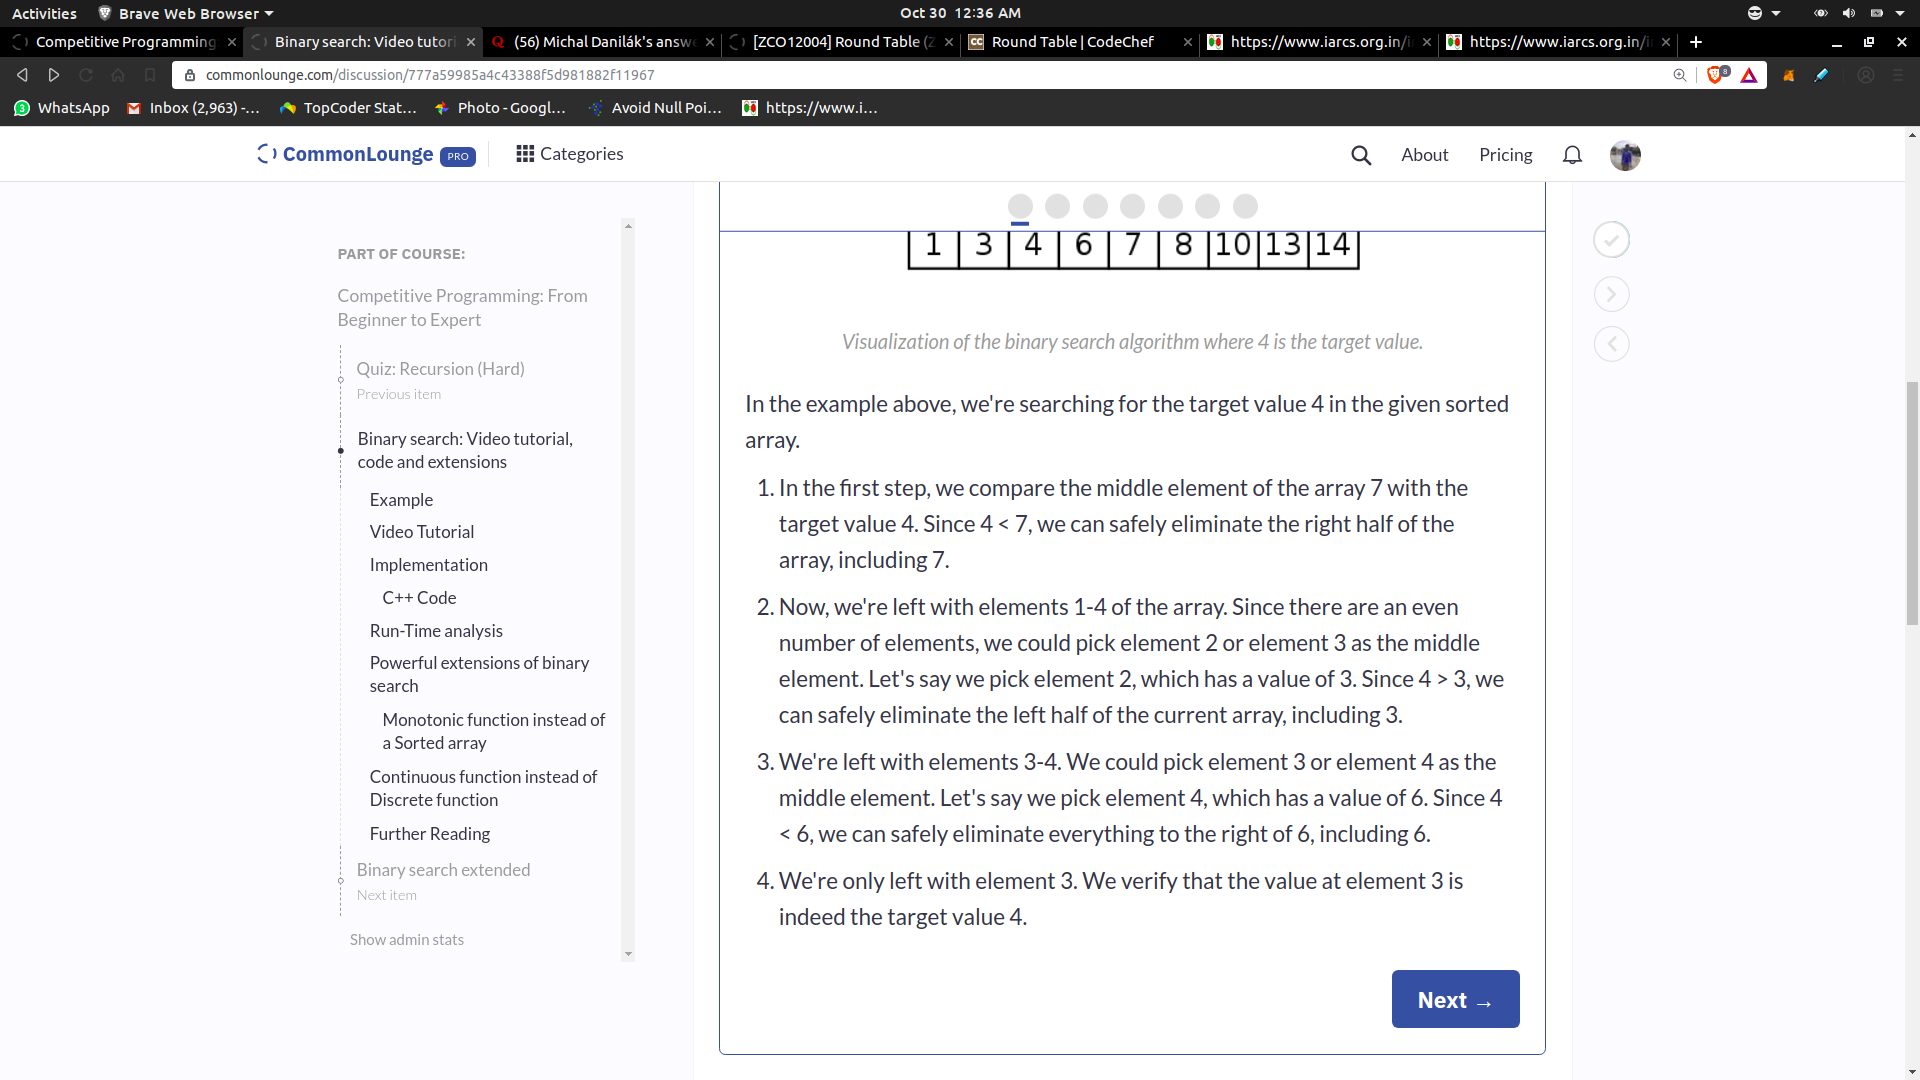 Activities Brave Web Browser Oct 30 12:36 AM
Competitive Programming Binary search: Video tutori (56) Michal Danilák's answ [ZCO12004] Round Table (Z Round Table | CodeChef https://www.iarcs.org.in/i https://www.iarcs.org.in/i
commonlounge.com/discussion/777a59985a4c43388f5d981882f11967 8
3 WhatsApp Inbox (2,963) -... TopCoder Stat... Photo - Googl... Avoid Null Poi... https://www.i...
CommonLounge PRO Categories About Pricing
PART OF COURSE:
Competitive Programming: From
Beginner to Expert
Quiz: Recursion (Hard)
Previous item
Binary search: Video tutorial,
code and extensions
Example
Video Tutorial
Implementation
C++ Code
Run-Time analysis
Powerful extensions of binary
search
Monotonic function instead of
a Sorted array
Continuous function instead of
Discrete function
Further Reading
Binary search extended
Next item
Show admin stats
1 3 4 6 7 8 10 13 14
Visualization of the binary search algorithm where 4 is the target value.
In the example above, we're searching for the target value 4 in the given sorted
array.
1. In the first step, we compare the middle element of the array 7 with the
target value 4. Since 4 < 7, we can safely eliminate the right half of the
array, including 7.
2. Now, we're left with elements 1-4 of the array. Since there are an even
number of elements, we could pick element 2 or element 3 as the middle
element. Let's say we pick element 2, which has a value of 3. Since 4 > 3, we
can safely eliminate the left half of the current array, including 3.
3. We're left with elements 3-4. We could pick element 3 or element 4 as the
middle element. Let's say we pick element 4, which has a value of 6. Since 4
< 6, we can safely eliminate everything to the right of 6, including 6.
4. We're only left with element 3. We verify that the value at element 3 is
indeed the target value 4.
Next →